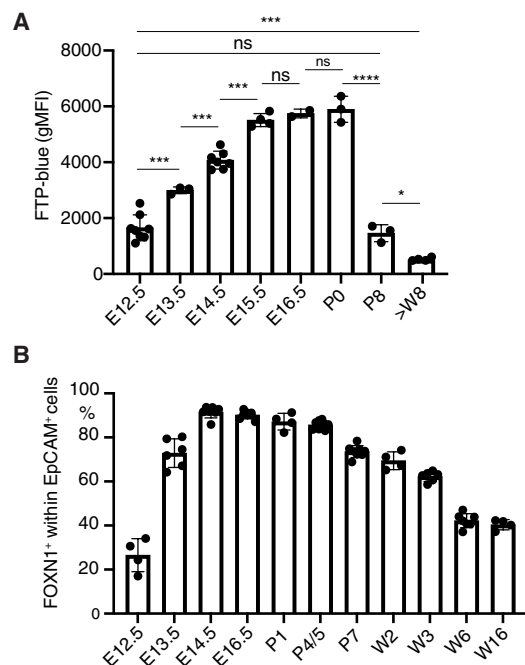 A
***
ns
ns
***
ns
****
***
***
*
FTP-blue (gMFI)
8000
6000
4000
2000
0
E12.5
E13.5
E14.5
E15.5
E16.5
P0
P8
>W8
B
FOXN1⁺ within EpCAM⁺ cells
100
%
80
60
40
20
0
E12.5
E13.5
E14.5
E16.5
P1
P4/5
P7
W2
W3
W6
W16